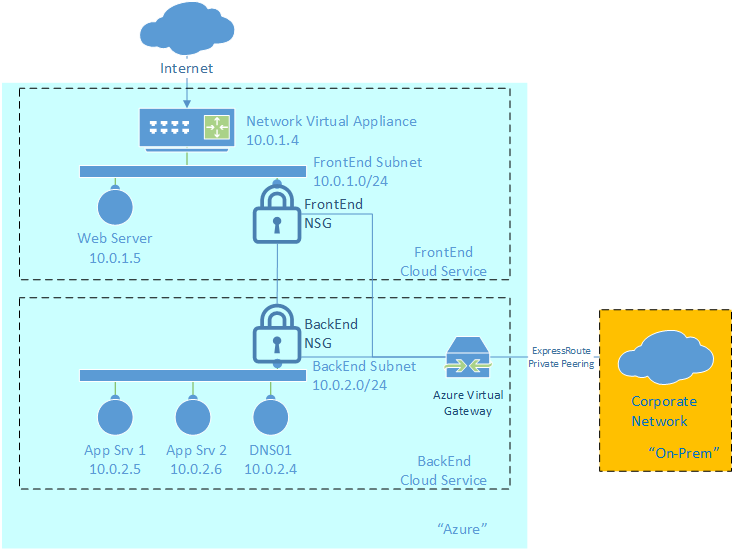 Internet
Network Virtual Appliance
10.0.1.4
FrontEnd Subnet
10.0.1.0/24
FrontEnd
NSG
Web Server
10.0.1.5
FrontEnd
Cloud Service
BackEnd
NSG
BackEnd Subnet
10.0.2.0/24
App Srv 1
10.0.2.5
App Srv 2
10.0.2.6
DNS01
10.0.2.4
BackEnd
Cloud Service
Azure Virtual
Gateway
ExpressRoute
Private Peering
Corporate
Network
“On-Prem”
“Azure”